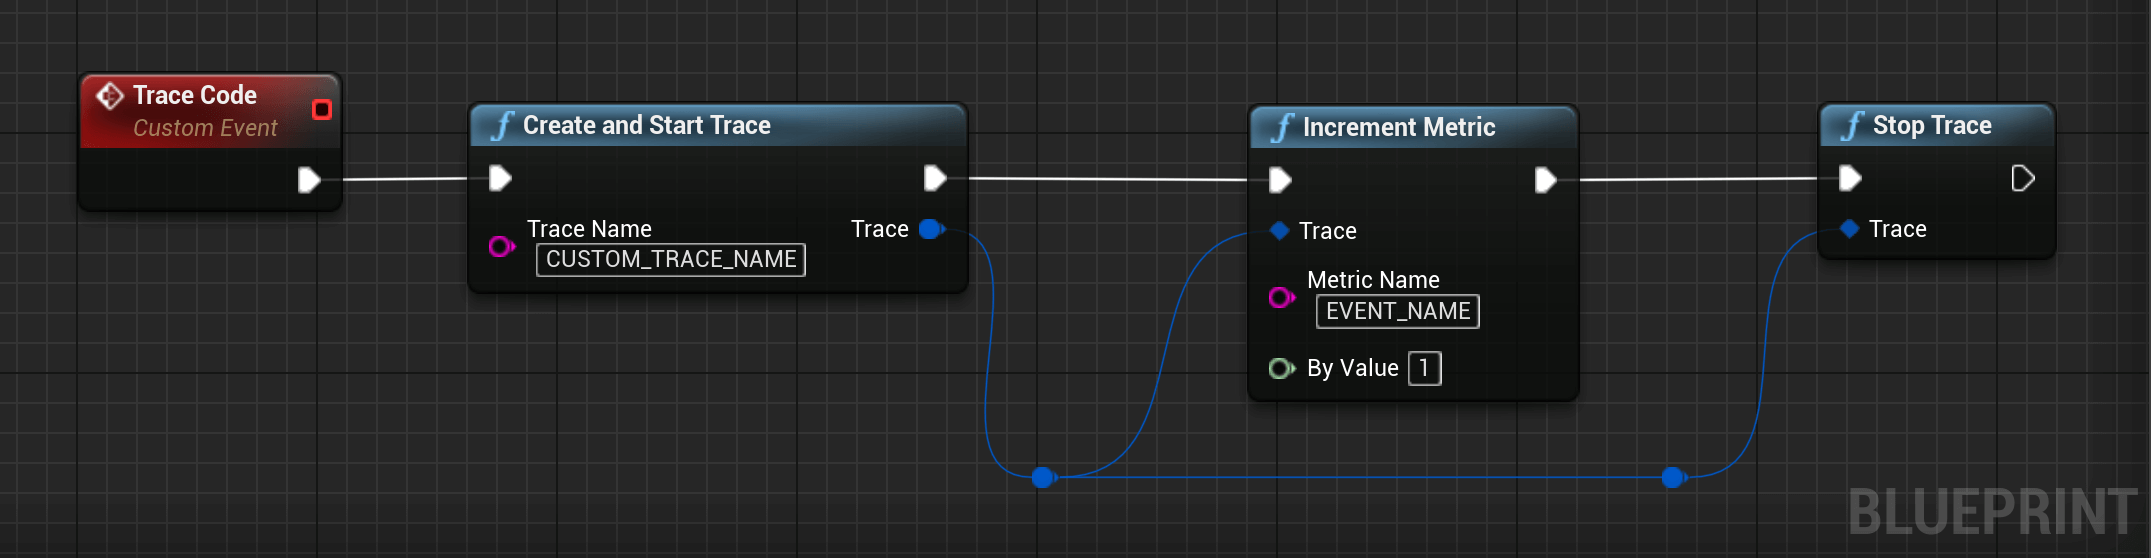 Trace Code
Custom Event
Create and Start Trace
Trace Name
CUSTOM_TRACE_NAME
Trace
Increment Metric
Trace
Metric Name
EVENT_NAME
By Value 1
Stop Trace
Trace
BLUEPRINT